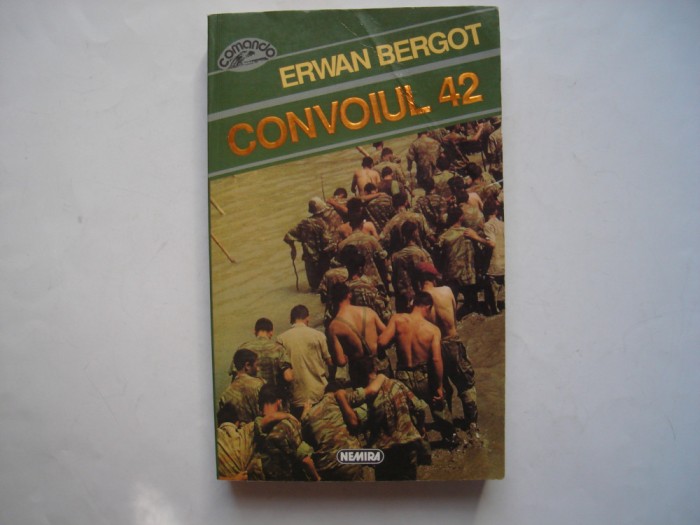 comando
ERWAN BERGOT
CONVOIUL 42
NEMIRA